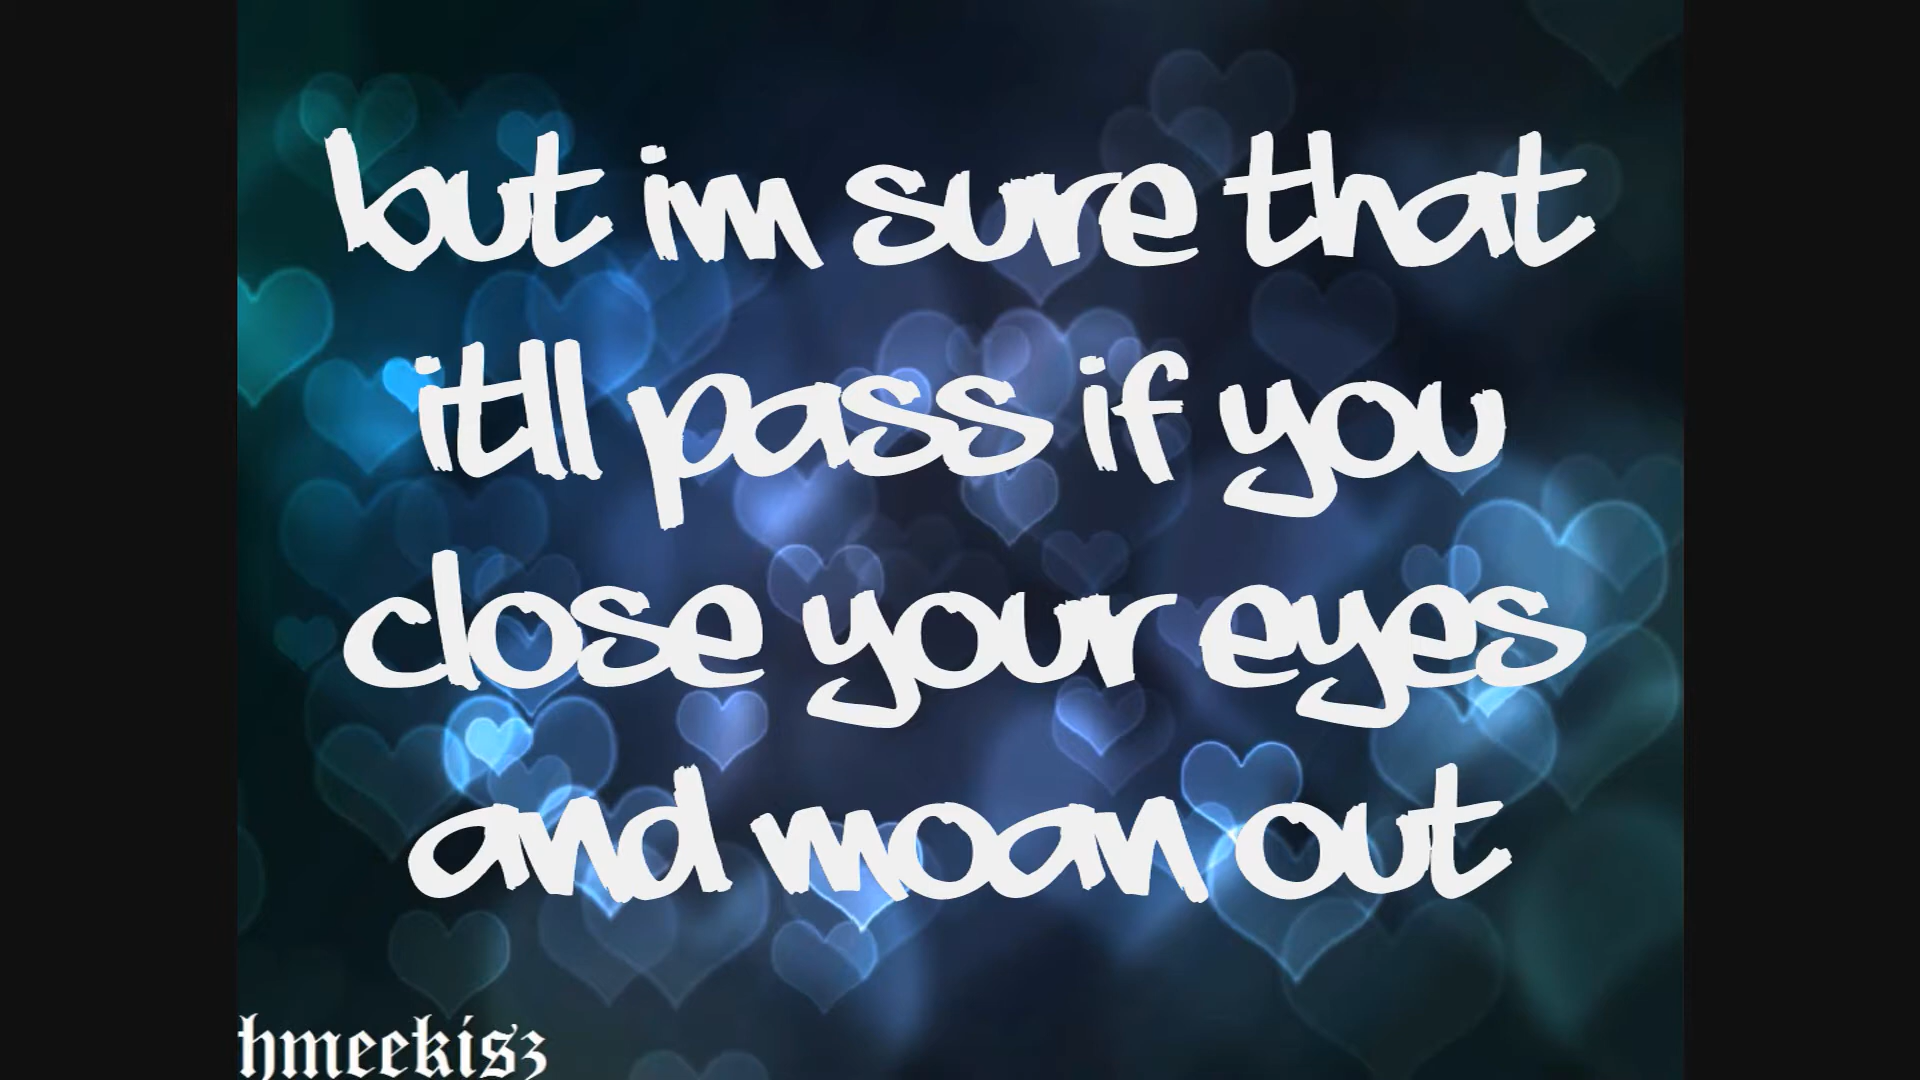 but im sure that
itll pass if you
close your eyes
and moan out
hmeekisz